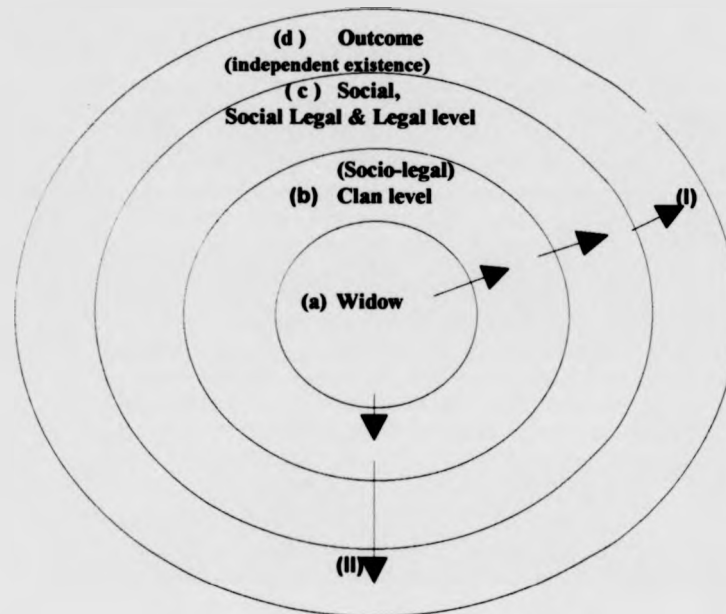 (d) Outcome
(independent existence)
(c) Social,
Social Legal & Legal level
(Socio-legal)
(b) Clan level
(I)
(a) Widow
(II)